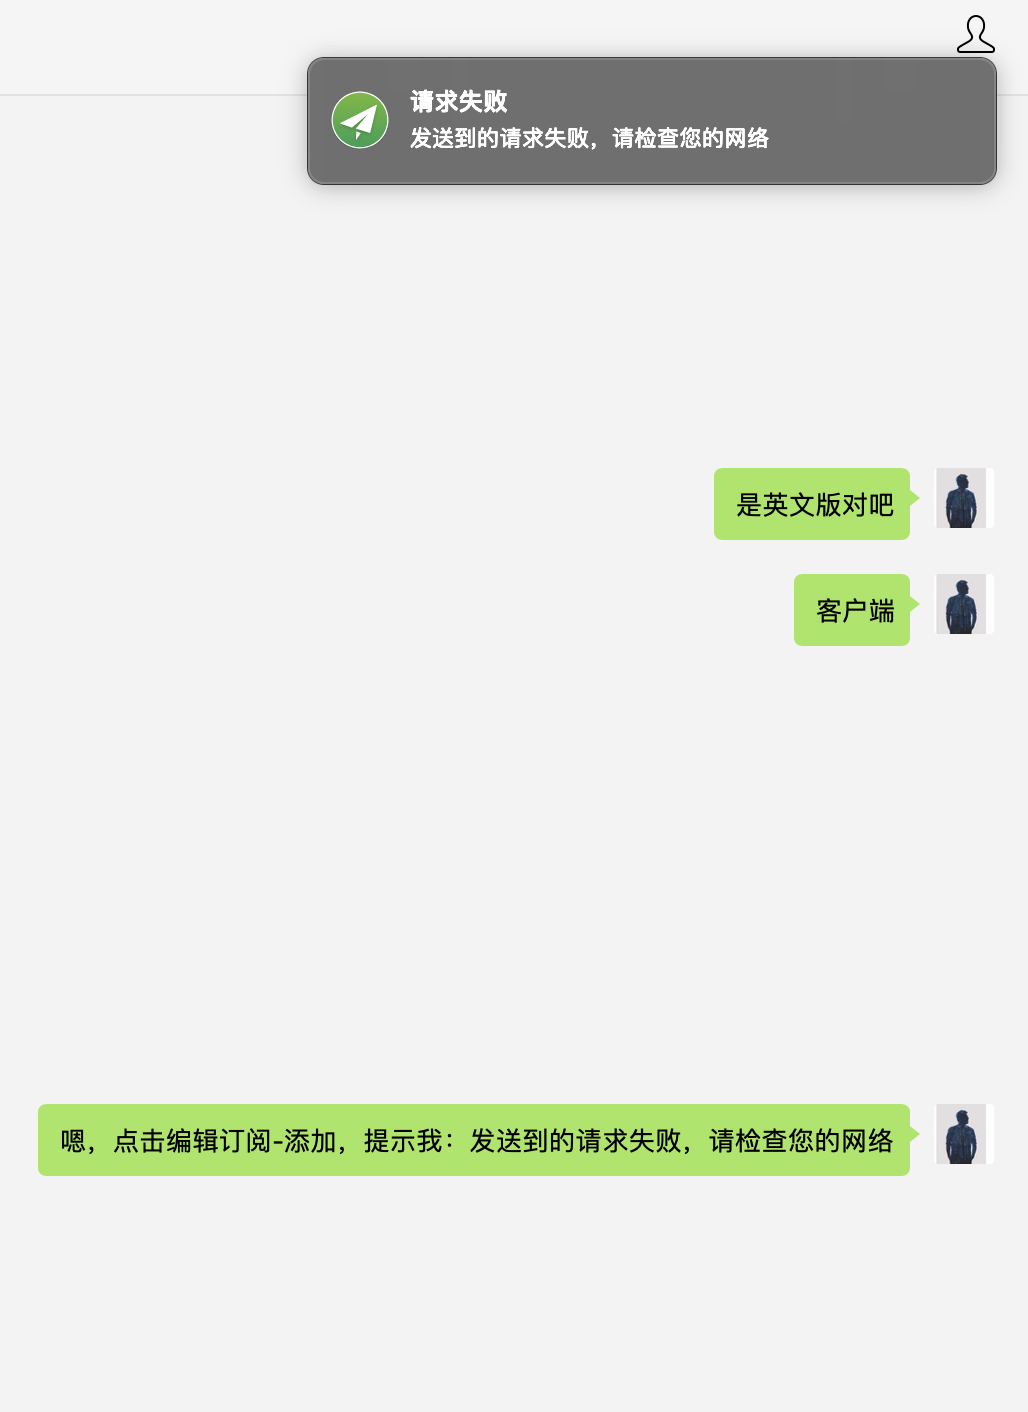 请求失败
发送到的请求失败，请检查您的网络
是英文版对吧
客户端
嗯，点击编辑订阅-添加，提示我：发送到的请求失败，请检查您的网络